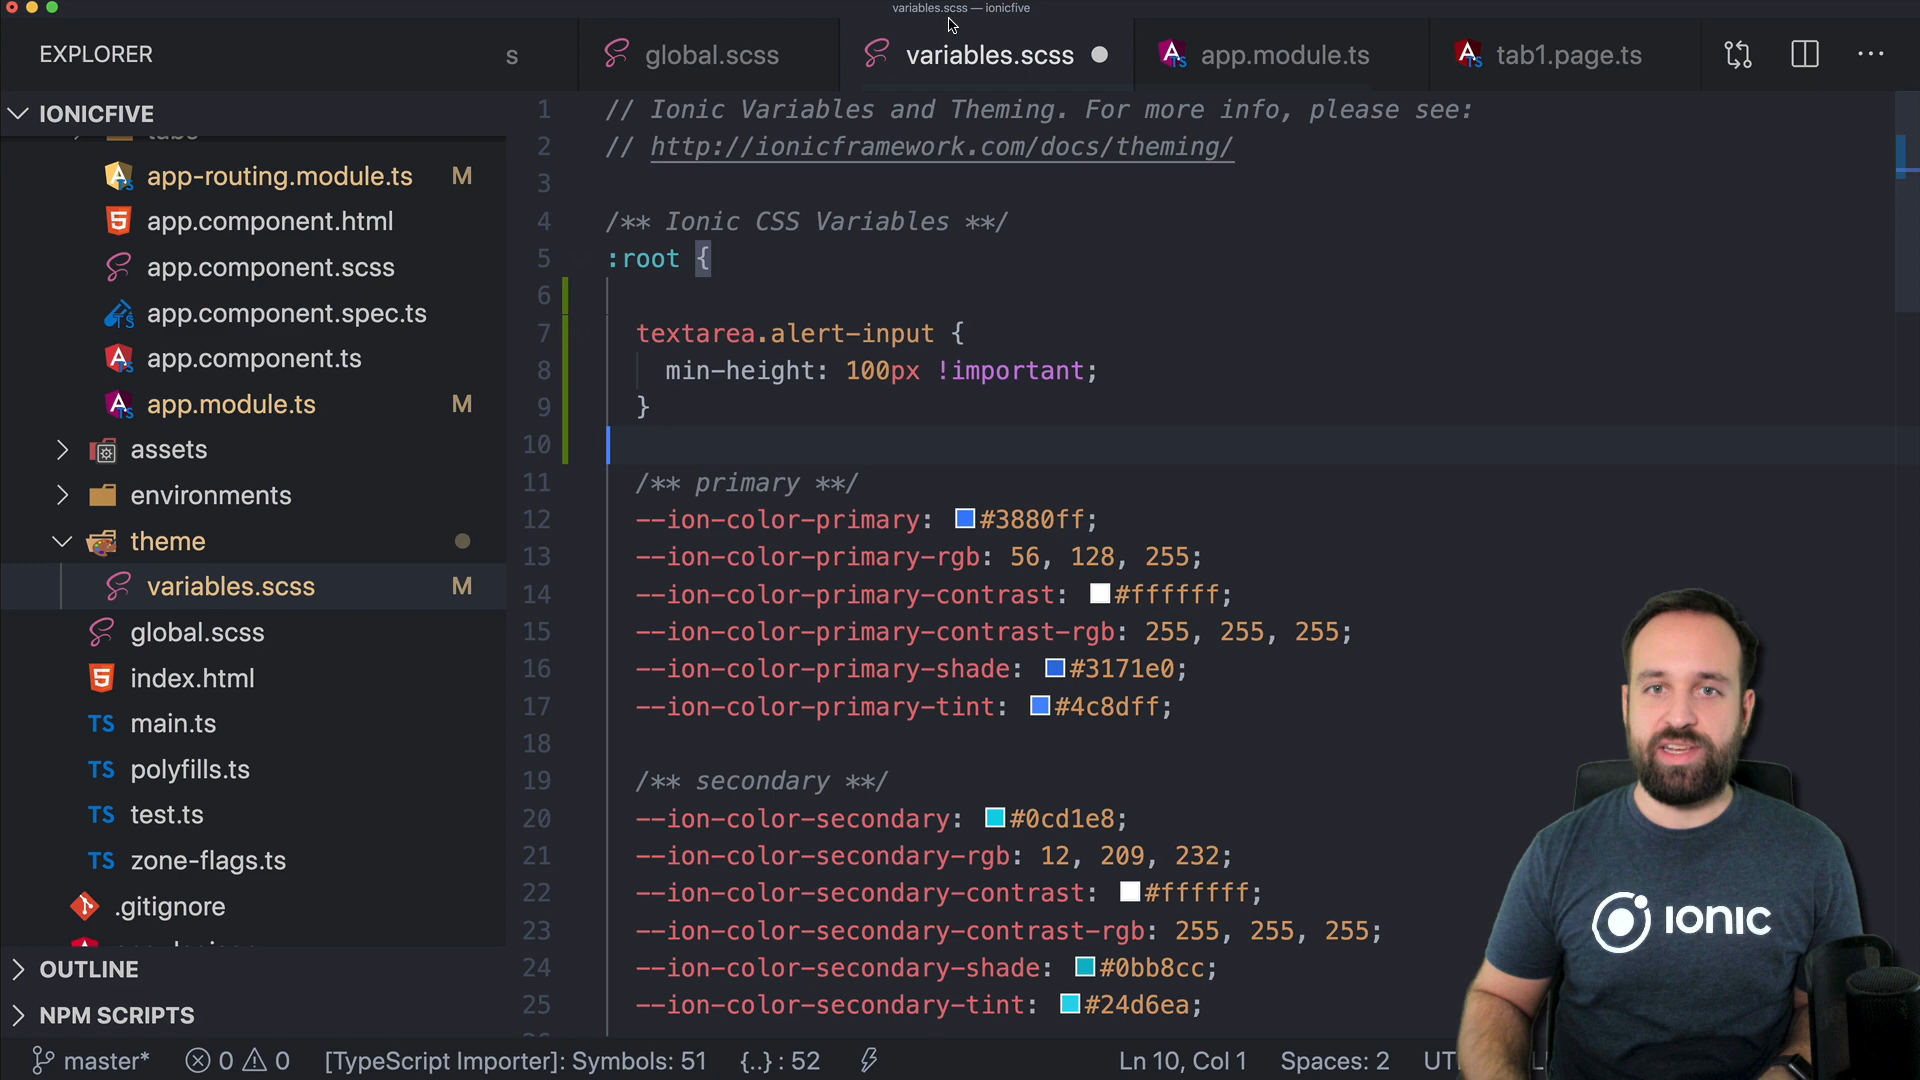 variables.scss — ionicfive
EXPLORER
s
global.scss
variables.scss
app.module.ts
tab1.page.ts
IONICFIVE
app-routing.module.ts M
app.component.html
app.component.scss
app.component.spec.ts
app.component.ts
app.module.ts M
assets
environments
theme
variables.scss M
global.scss
index.html
TS main.ts
TS polyfills.ts
TS test.ts
TS zone-flags.ts
.gitignore
OUTLINE
NPM SCRIPTS
1 // Ionic Variables and Theming. For more info, please see:
2 // http://ionicframework.com/docs/theming/
3
4 /** Ionic CSS Variables **/
5 :root {
6
7 textarea.alert-input {
8 min-height: 100px !important;
9 }
10
11 /** primary **/
12 --ion-color-primary: #3880ff;
13 --ion-color-primary-rgb: 56, 128, 255;
14 --ion-color-primary-contrast: #ffffff;
15 --ion-color-primary-contrast-rgb: 255, 255, 255;
16 --ion-color-primary-shade: #3171e0;
17 --ion-color-primary-tint: #4c8dff;
18
19 /** secondary **/
20 --ion-color-secondary: #0cd1e8;
21 --ion-color-secondary-rgb: 12, 209, 232;
22 --ion-color-secondary-contrast: #ffffff;
23 --ion-color-secondary-contrast-rgb: 255, 255, 255;
24 --ion-color-secondary-shade: #0bb8cc;
25 --ion-color-secondary-tint: #24d6ea;
IONIC
master* 0 0 [TypeScript Importer]: Symbols: 51 {..} : 52 Ln 10, Col 1 Spaces: 2